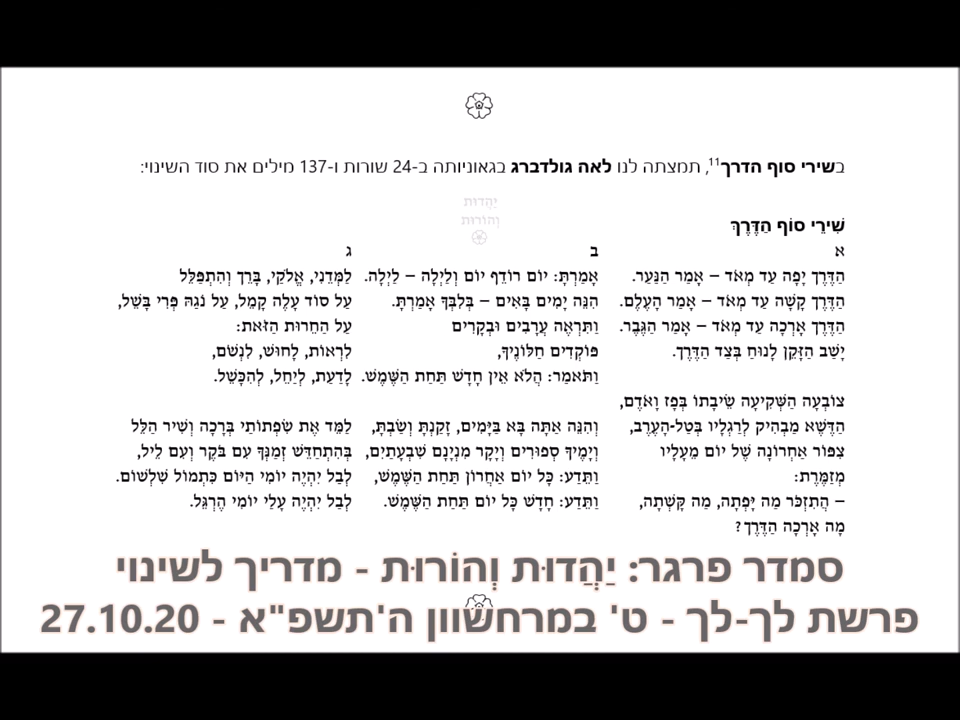 בשירי סוף הדרך11, תמצתה לנו לאה גולדברג בגאוניותה ב-24 שורות ו-137 מילים את סוד השינוי:
יַהֲדוּת
וְהוֹרוּת
שִׁירֵי סוֹף הַדֶּרֶךְ
א
הַדֶּרֶךְ יָפָה עַד מְאֹד – אָמַר הַנַּעַר.
הַדֶּרֶךְ קָשָׁה עַד מְאֹד – אָמַר הָעֶלֶם.
הַדֶּרֶךְ אָרְכָה עַד מְאֹד – אָמַר הַגֶּבֶר.
יָשַׁב הַזָּקֵן לָנוּחַ בְּצַד הַדֶּרֶךְ.
צוֹבְעָה הַשְּׁקִיעָה שֵׂיבָתוֹ בְּפָז וָאֹדֶם,
הַדֶּשֶׁא מַבְהִיק לְרַגְלָיו בְּטַל-הָעֶרֶב,
צִפּוֹר אַחֲרוֹנָה שֶׁל יוֹם מֵעָלָיו
מְזַמֶּרֶת:
– הֲתִזְכֹּר מַה יָּפְתָה, מַה קָּשְׁתָה,
מָה אָרְכָה הַדֶּרֶךְ?
ב
אָמַרְתָּ: יוֹם רוֹדֵף יוֹם וְלַיְלָה – לַיְלָה.
הִנֵּה יָמִים בָּאִים – בְּלִבְּךָ אָמַרְתָּ.
וַתִּרְאֶה עֲרָבִים וּבְקָרִים
פּוֹקְדִים חַלּוֹנֶיךָ,
וַתֹּאמַר: הֲלֹא אֵין חָדָשׁ תַּחַת הַשֶּׁמֶשׁ.
וְהִנֵּה אַתָּה בָּא בַּיָּמִים, זָקַנְתָּ וְשַׂבְתָּ,
וְיָמֶיךָ סְפוּרִים וְיָקָר מִנְיָנָם שִׁבְעָתַיִם,
וַתֵּדַע: כָּל יוֹם אַחֲרוֹן תַּחַת הַשֶּׁמֶשׁ,
וַתֵּדַע: חָדָשׁ כָּל יוֹם תַּחַת הַשֶּׁמֶשׁ.
ג
לַמְּדֵנִי, אֱלֹקַי, בָּרֵךְ וְהִתְפַּלֵּל
עַל סוֹד עָלֶה קָמֵל, עַל נֹגַהּ פְּרִי בָּשֵׁל,
עַל הַחֵרוּת הַזֹּאת:
לִרְאוֹת, לָחוּשׁ, לִנְשֹׁם,
לָדַעַת, לְיַחֵל, לְהִכָּשֵׁל.
לַמֵּד אֶת שִׂפְתוֹתַי בְּרָכָה וְשִׁיר הַלֵּל
בְּהִתְחַדֵּשׁ זְמַנְּךָ עִם בֹּקֶר וְעִם לֵיל,
לְבַל יִהְיֶה יוֹמִי הַיּוֹם כִּתְמוֹל שִׁלְשׁוֹם.
לְבַל יִהְיֶה עָלַי יוֹמִי הֶרְגֵּל.
סמדר פרגר: יַהֲדוּת וְהוֹרוּת - מדריך לשינוי
פרשת לך-לך - ט' במרחשוון ה'תשפ"א - 27.10.20